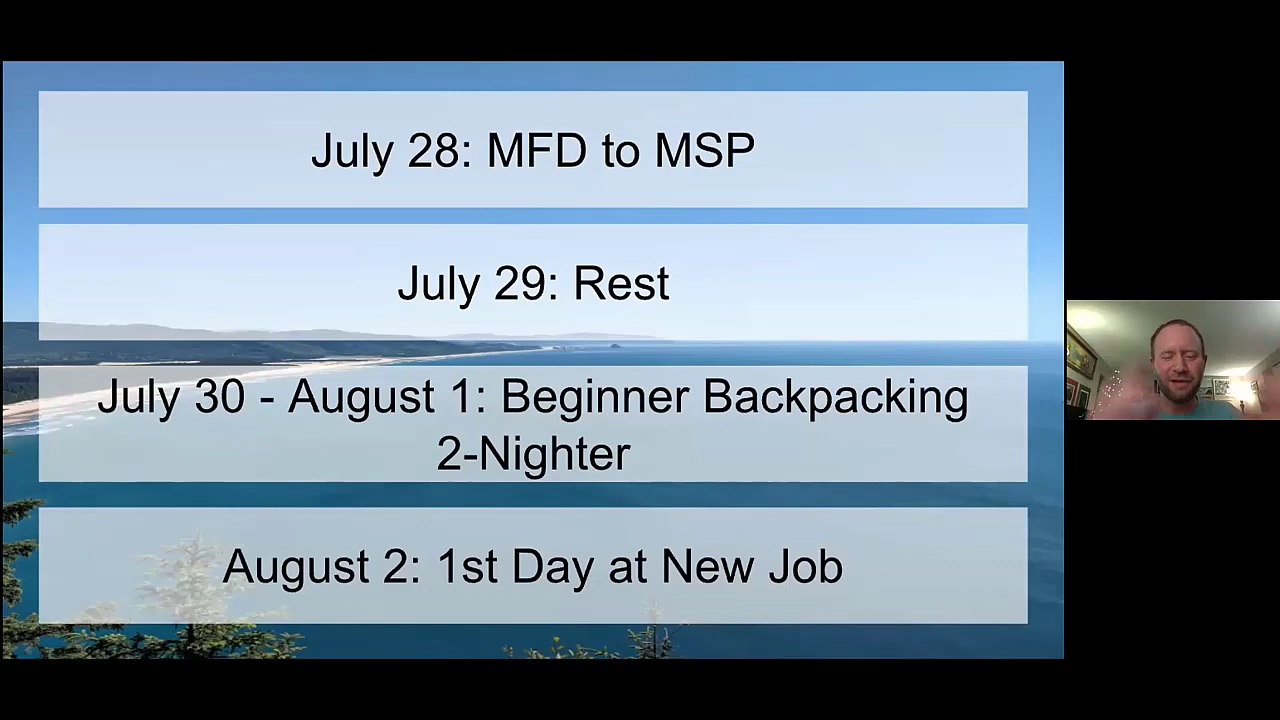 July 28: MFD to MSP
July 29: Rest
July 30 - August 1: Beginner Backpacking
2-Nighter
August 2: 1st Day at New Job